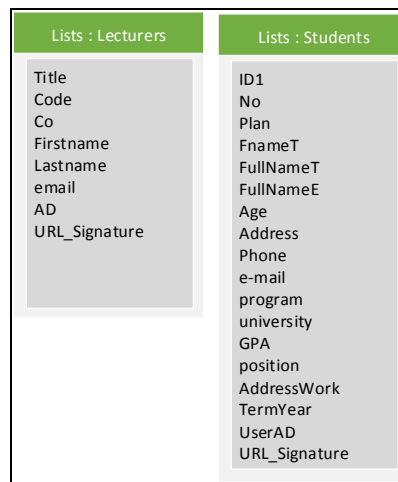 Lists : Lecturers
Title
Code
Co
Firstname
Lastname
email
AD
URL_Signature
Lists : Students
ID1
No
Plan
FnameT
FullNameT
FullNameE
Age
Address
Phone
e-mail
program
university
GPA
position
AddressWork
TermYear
UserAD
URL_Signature